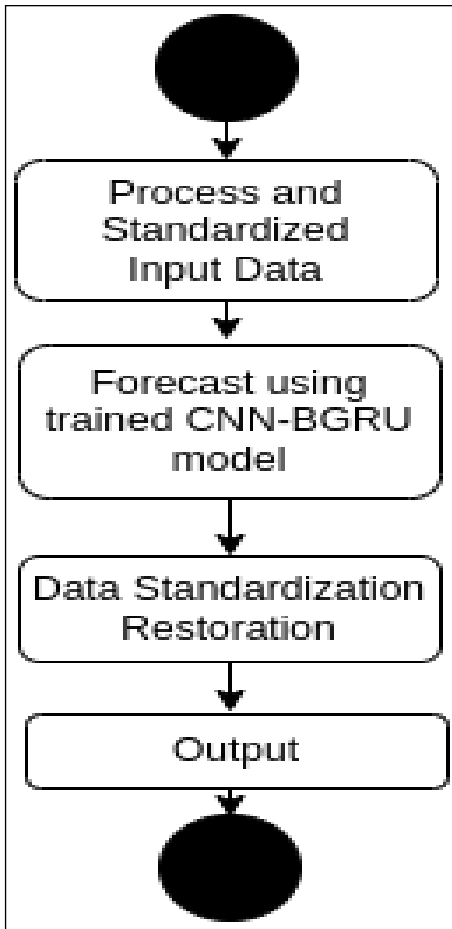 Process and
Standardized
Input Data
Forecast using
trained CNN-BGRU
model
Data Standardization
Restoration
Output